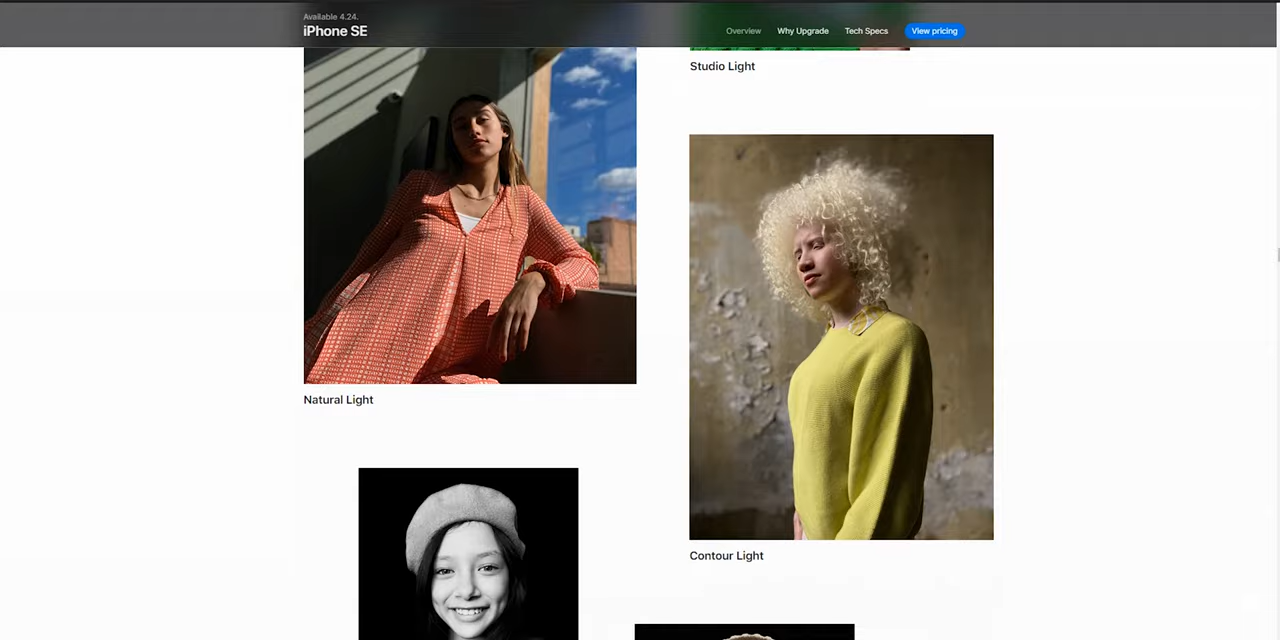 Available 4.24.
iPhone SE
Overview
Why Upgrade
Tech Specs
View pricing
Studio Light
Natural Light
Contour Light